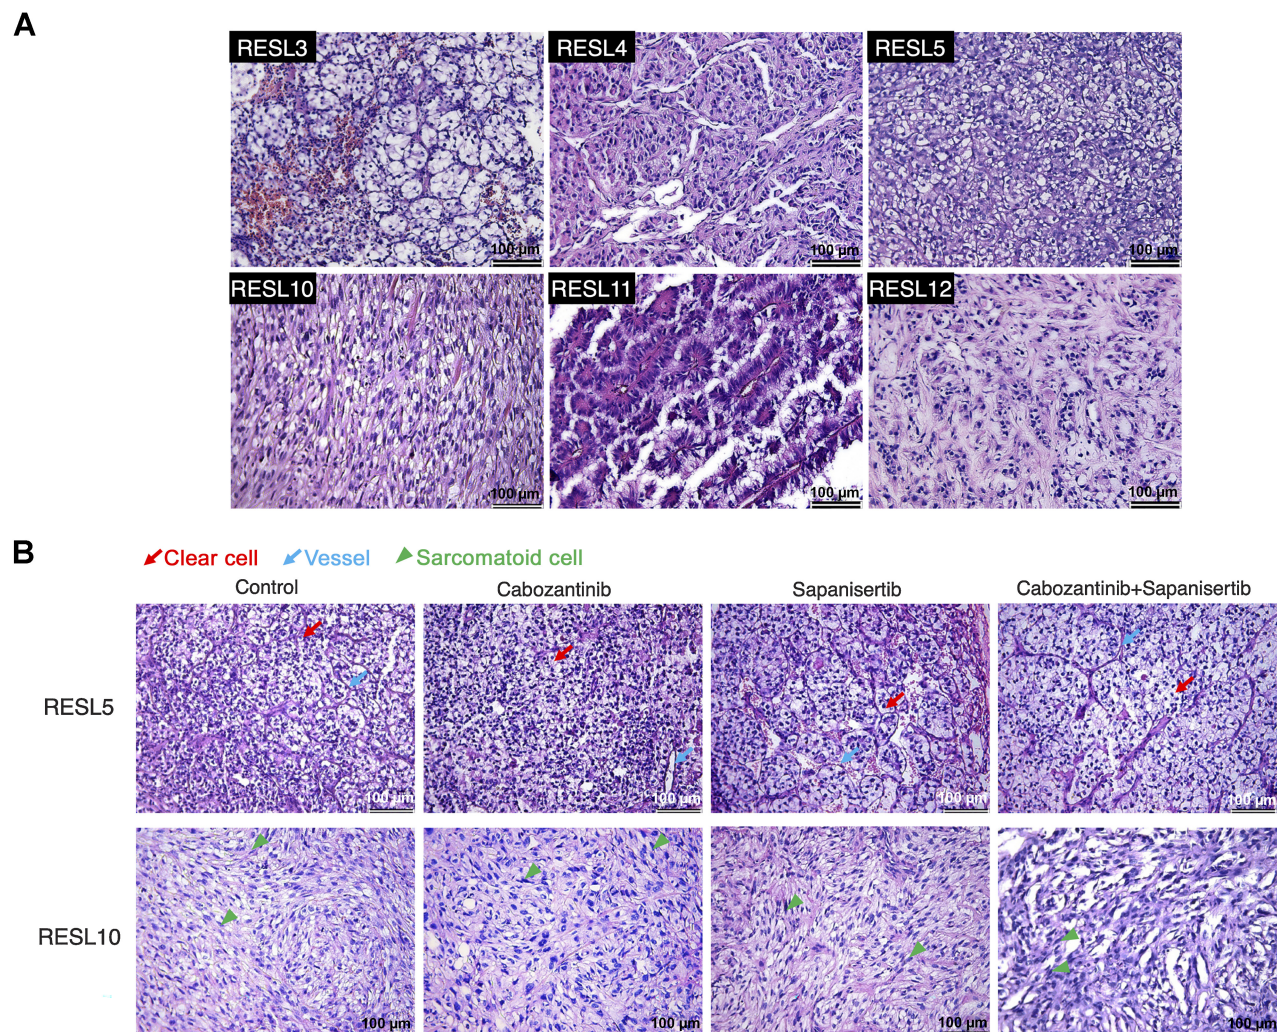 A
RESL3
RESL4
RESL5
100 µm
100 µm
100 µm
RESL10
RESL11
RESL12
100 µm
100 µm
100 µm
B
Clear cell
Vessel
Sarcomatoid cell
Control
Cabozantinib
Sapanisertib
Cabozantinib+Sapanisertib
RESL5
100 µm
100 µm
100 µm
100 µm
RESL10
100 µm
100 µm
100 µm
100 µm